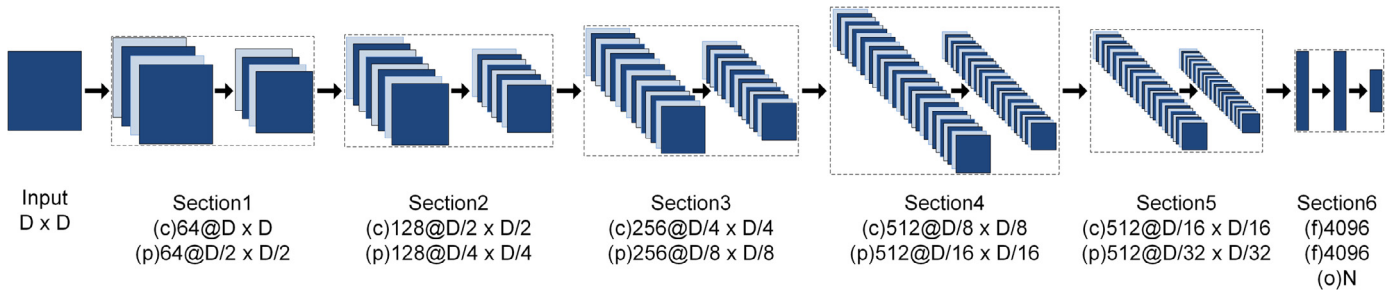 Input
D x D
Section1
(c)64@D x D
(p)64@D/2 x D/2
Section2
(c)128@D/2 x D/2
(p)128@D/4 x D/4
Section3
(c)256@D/4 x D/4
(p)256@D/8 x D/8
Section4
(c)512@D/8 x D/8
(p)512@D/16 x D/16
Section5
(c)512@D/16 x D/16
(p)512@D/32 x D/32
Section6
(f)4096
(f)4096
(o)N